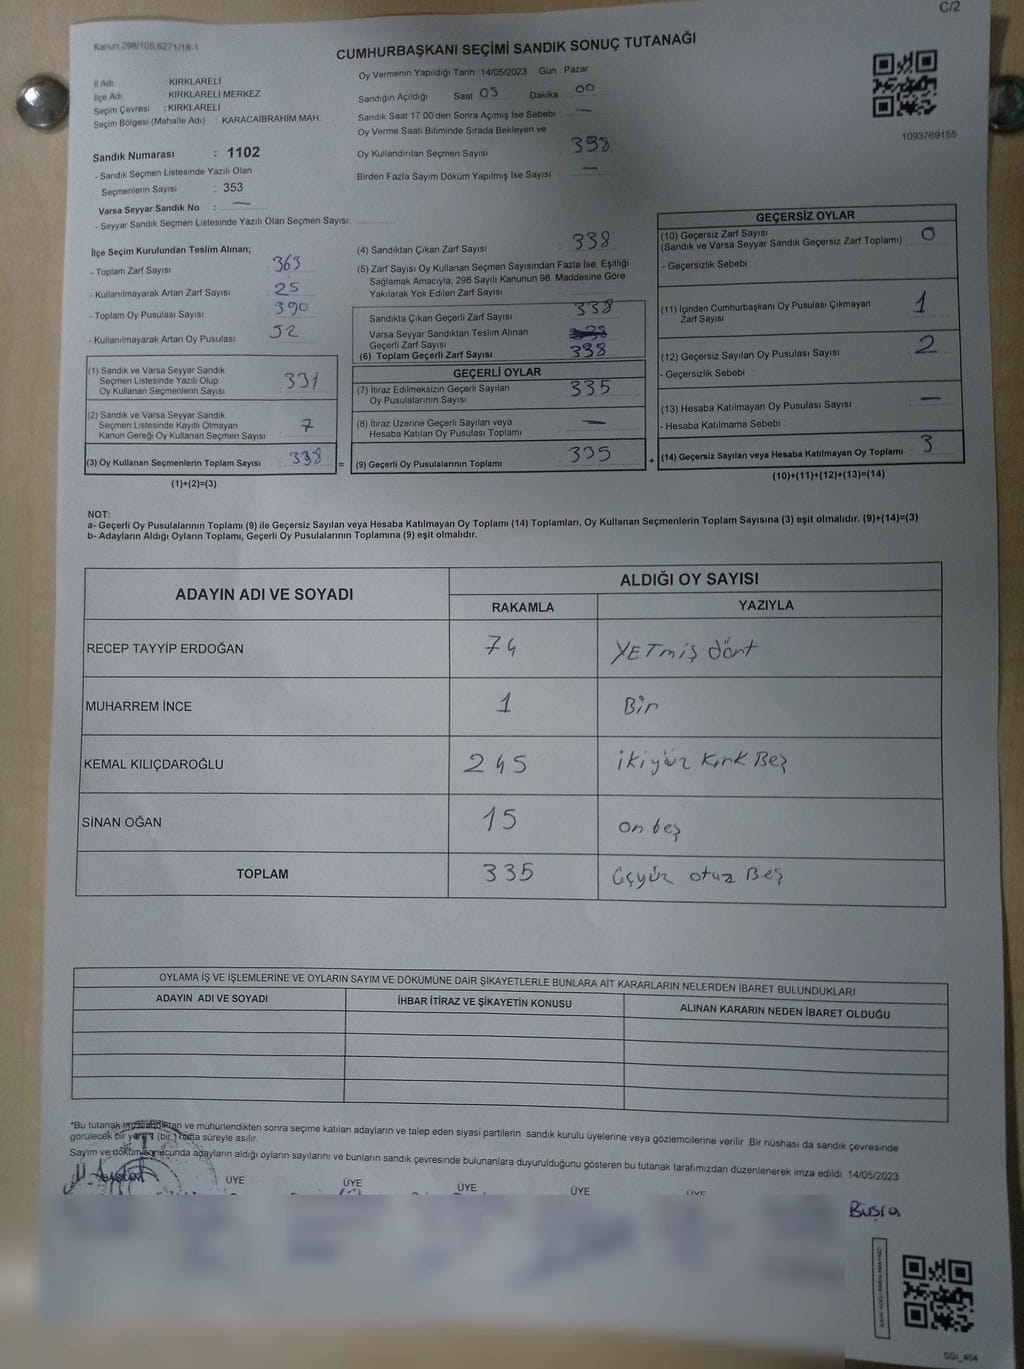 C/2
Kanun 298/105,6271/18-1
CUMHURBAŞKANI SEÇİMİ SANDIK SONUÇ TUTANAĞI
İl Adı KIRKLARELİ
İlçe Adı KIRKLARELİ MERKEZ
Seçim Çevresi : KIRKLARELİ
Seçim Bölgesi (Mahalle Adı) : KARACAİBRAHİM MAH.
Sandık Numarası : 1102
- Sandık Seçmen Listesinde Yazılı Olan
Seçmenlerin Sayısı : 353
Varsa Seyyar Sandık No : —
- Seyyar Sandık Seçmen Listesinde Yazılı Olan Seçmen Sayısı:
Oy Vermenin Yapıldığı Tarih 14/05/2023 Gün : Pazar
Sandığın Açıldığı Saat 05 Dakika 00
Sandık Saat 17.00'den Sonra Açımış İse Sebebi : —
Oy Verme Saati Bitiminde Sırada Bekleyen ve
Oy Kullandırılan Seçmen Sayısı 338
Birden Fazla Sayım Döküm Yapılmış İse Sayısı —
1093769155
İlçe Seçim Kurulundan Teslim Alınan;
- Toplam Zarf Sayısı 363
- Kullanılmayarak Artan Zarf Sayısı 25
- Toplam Oy Pusulası Sayısı 390
- Kullanılmayarak Artan Oy Pusulası 52
(1) Sandık ve Varsa Seyyar Sandık
Seçmen Listesinde Yazılı Olup
Oy Kullanan Seçmenlerin Sayısı 331
(2) Sandık ve Varsa Seyyar Sandık
Seçmen Listesinde Kayıtlı Olmayan
Kanun Gereği Oy Kullanan Seçmen Sayısı 7
(3) Oy Kullanan Seçmenlerin Toplam Sayısı 338
(1)+(2)=(3)
(4) Sandıktan Çıkan Zarf Sayısı 338
(5) Zarf Sayısı Oy Kullanan Seçmen Sayısından Fazla İse, Eşitliği
Sağlamak Amacıyla, 298 Sayılı Kanunun 98. Maddesine Göre
Yakılarak Yok Edilen Zarf Sayısı :
Sandıkta Çıkan Geçerli Zarf Sayısı 338
Varsa Seyyar Sandıktan Teslim Alınan
Geçerli Zarf Sayısı
(6) Toplam Geçerli Zarf Sayısı 338
=
GEÇERLİ OYLAR
(7) İtiraz Edilmeksizin Geçerli Sayılan
Oy Pusulalarının Sayısı 335
(8) İtiraz Üzerine Geçerli Sayılan veya
Hesaba Katılan Oy Pusulası Toplamı —
(9) Geçerli Oy Pusulalarının Toplamı 335
+
GEÇERSİZ OYLAR
(10) Geçersiz Zarf Sayısı
(Sandık ve Varsa Seyyar Sandık Geçersiz Zarf Toplamı) : 0
- Geçersizlik Sebebi
(11) İçinden Cumhurbaşkanı Oy Pusulası Çıkmayan
Zarf Sayısı 1
(12) Geçersiz Sayılan Oy Pusulası Sayısı 2
- Geçersizlik Sebebi :
(13) Hesaba Katılmayan Oy Pusulası Sayısı —
- Hesaba Katılmama Sebebi :
(14) Geçersiz Sayılan veya Hesaba Katılmayan Oy Toplamı : 3
(10)+(11)+(12)+(13)=(14)
NOT:
a- Geçerli Oy Pusulalarının Toplamı (9) ile Geçersiz Sayılan veya Hesaba Katılmayan Oy Toplamı (14) Toplamları, Oy Kullanan Seçmenlerin Toplam Sayısına (3) eşit olmalıdır. (9)+(14)=(3)
b- Adayların Aldığı Oyların Toplamı, Geçerli Oy Pusulalarının Toplamına (9) eşit olmalıdır.
ADAYIN ADI VE SOYADI
ALDIĞI OY SAYISI
RAKAMLA YAZIYLA
RECEP TAYYİP ERDOĞAN 74 YETmiş dört
MUHARREM İNCE 1 Bir
KEMAL KILIÇDAROĞLU 245 ikiyüz kırk Beş
SİNAN OĞAN 15 on beş
TOPLAM 335 üçyüz otuz Beş
OYLAMA İŞ VE İŞLEMLERİNE VE OYLARIN SAYIM VE DÖKÜMÜNE DAİR ŞİKAYETLERLE BUNLARA AİT KARARLARIN NELERDEN İBARET BULUNDUKLARI
ADAYIN ADI VE SOYADI İHBAR İTİRAZ VE ŞİKAYETİN KONUSU ALINAN KARARIN NEDEN İBARET OLDUĞU
*Bu tutanak imzalandıktan ve mühürlendikten sonra seçime katılan adayların ve talep eden siyasi partilerin sandık kurulu üyelerine veya gözlemcilerine verilir. Bir nüshası da sandık çevresinde
görülecek bir yere 1 (bir) hafta süreyle asılır.
Sayım ve döküm sonucunda adayların aldığı oyların sayılarını ve bunların sandık çevresinde bulunanlara duyurulduğunu gösteren bu tutanak tarafımızdan düzenlenerek imza edildi. 14/05/2023
ÜYE ÜYE ÜYE ÜYE ÜYE
Büşra